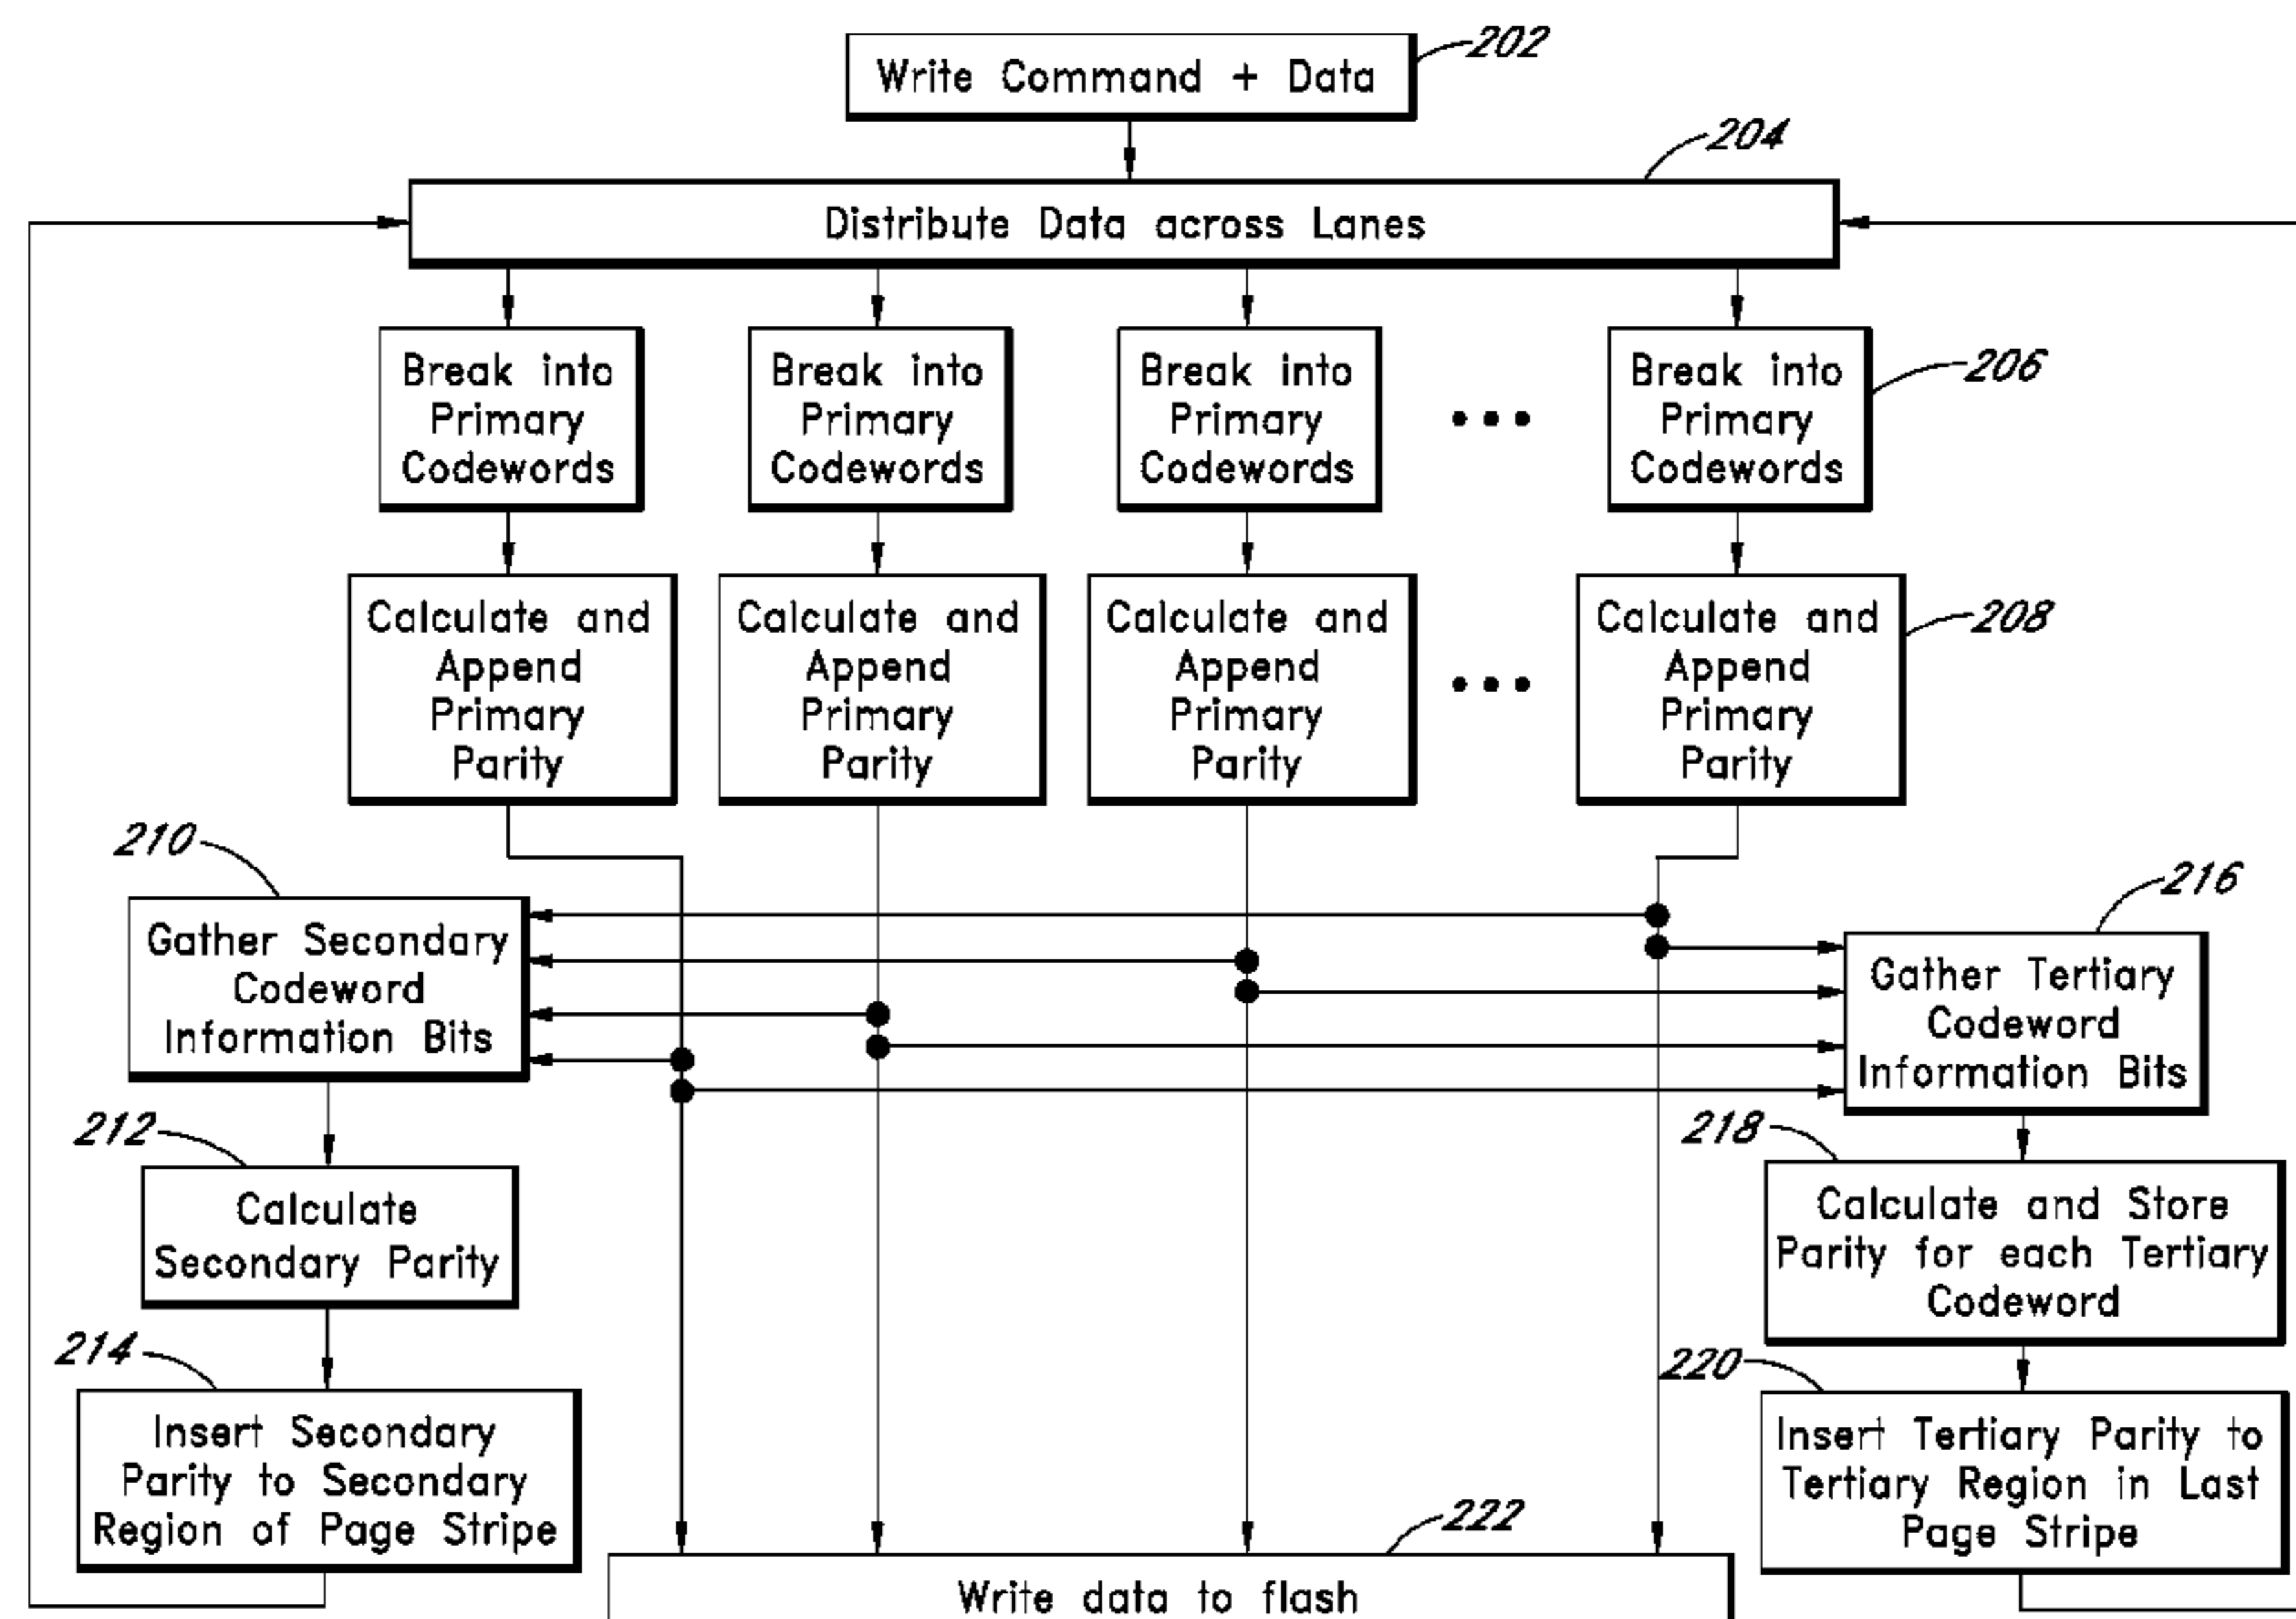 202
Write Command + Data
204
Distribute Data across Lanes
Break into
Primary
Codewords
Break into
Primary
Codewords
Break into
Primary
Codewords
•••
Break into
Primary
Codewords
206
Calculate and
Append
Primary
Parity
Calculate and
Append
Primary
Parity
Calculate and
Append
Primary
Parity
•••
Calculate and
Append
Primary
Parity
208
210
Gather Secondary
Codeword
Information Bits
216
Gather Tertiary
Codeword
Information Bits
212
Calculate
Secondary Parity
218
Calculate and Store
Parity for each Tertiary
Codeword
214
Insert Secondary
Parity to Secondary
Region of Page Stripe
220
Insert Tertiary Parity to
Tertiary Region in Last
Page Stripe
222
Write data to flash